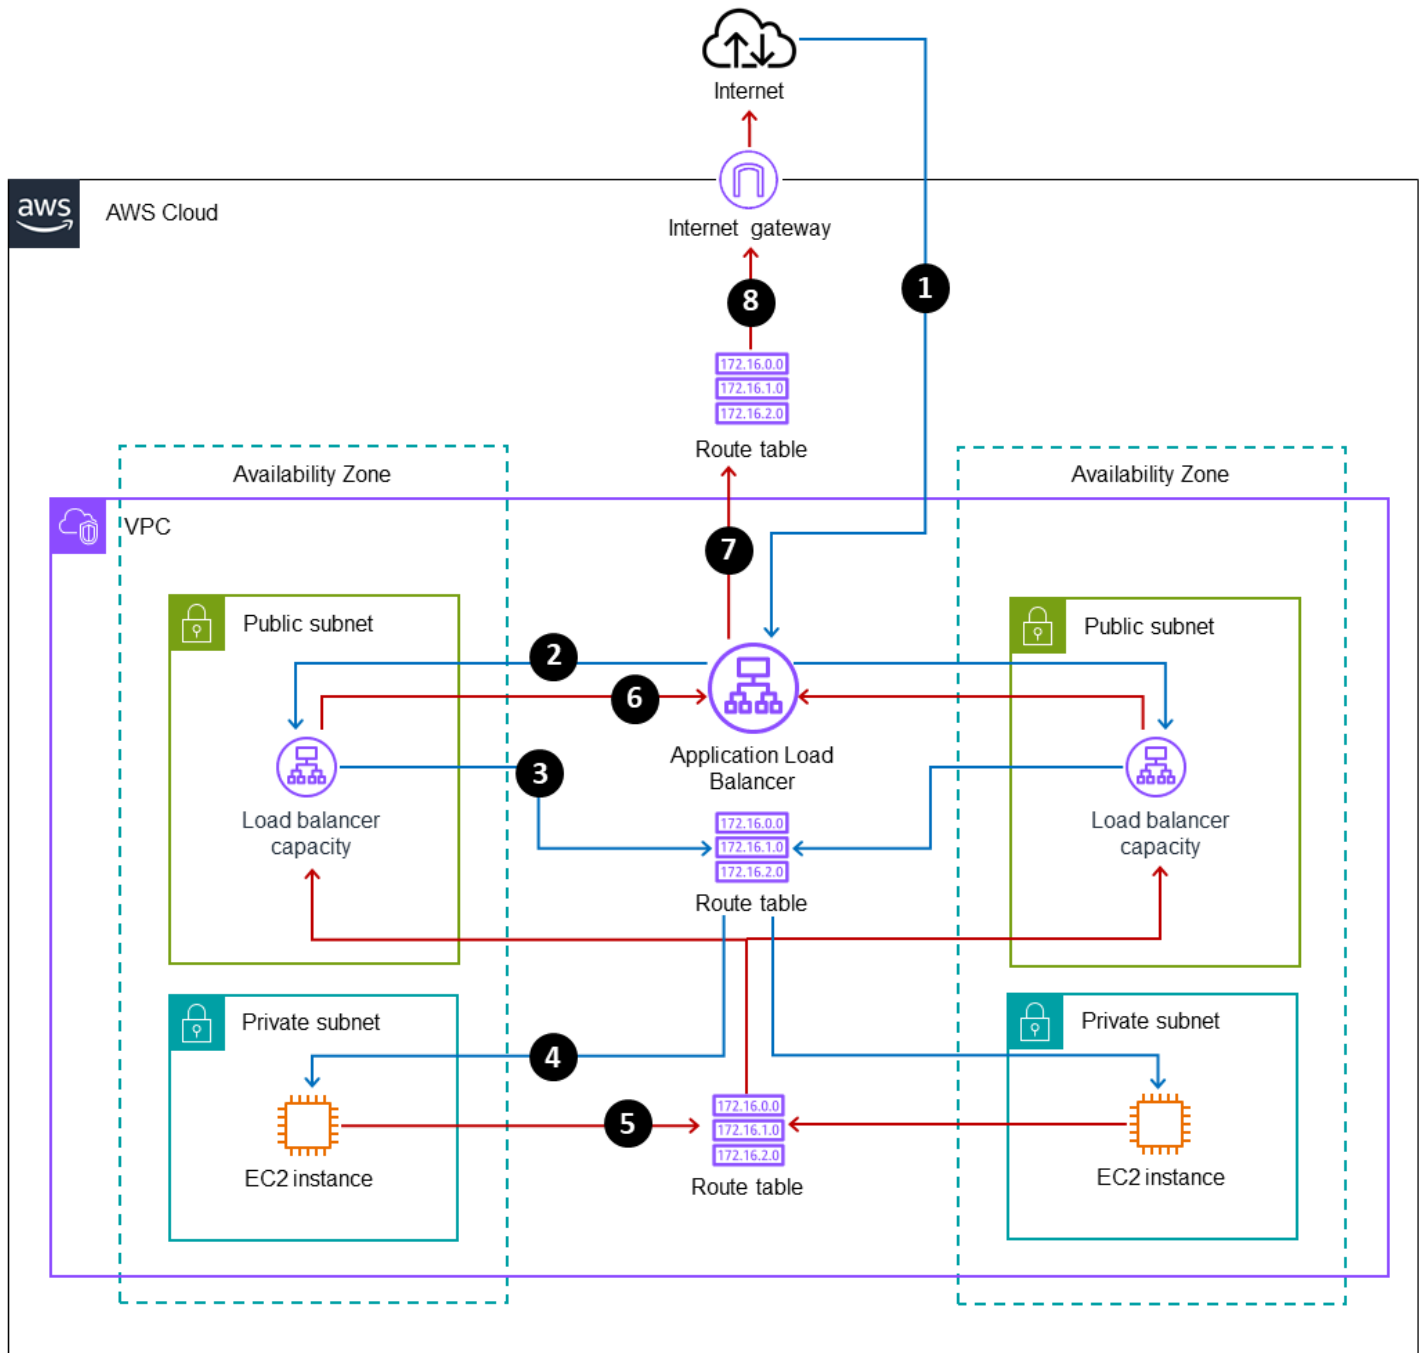 Internet
aws
AWS Cloud
Internet gateway
1
8
172.16.0.0
172.16.1.0
172.16.2.0
Route table
Availability Zone
Availability Zone
VPC
7
Public subnet
Public subnet
2
6
Application Load
Balancer
3
Load balancer
capacity
Load balancer
capacity
172.16.0.0
172.16.1.0
172.16.2.0
Route table
Private subnet
Private subnet
4
5
172.16.0.0
172.16.1.0
172.16.2.0
EC2 instance
EC2 instance
Route table